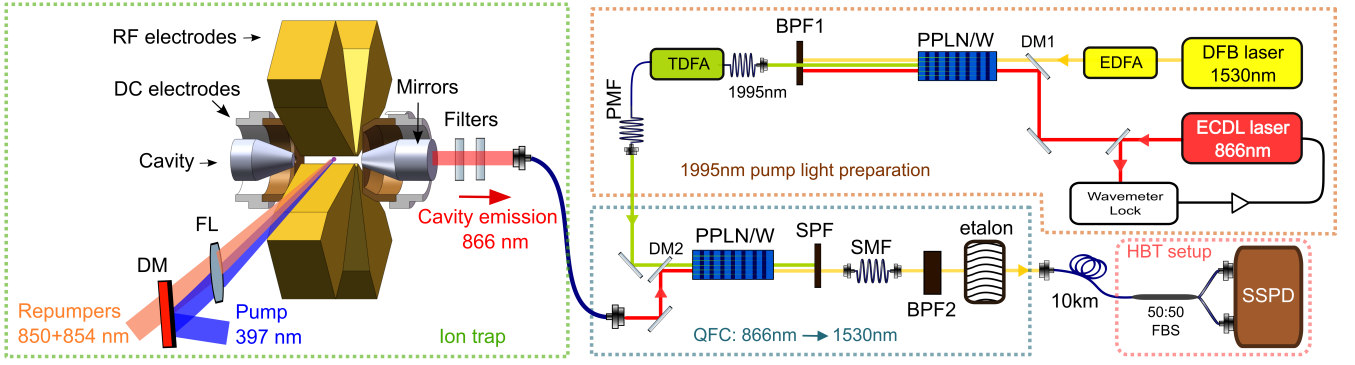 RF electrodes
DC electrodes
Cavity
Mirrors
Filters
Cavity emission
866 nm
FL
DM
Repumpers
850+854 nm
Pump
397 nm
Ion trap
BPF1
PPLN/W
DM1
EDFA
DFB laser
1530nm
TDFA
1995nm
PMF
ECDL laser
866nm
1995nm pump light preparation
Wavemeter
Lock
DM2
PPLN/W
SPF
SMF
BPF2
etalon
QFC: 866nm → 1530nm
10km
HBT setup
50:50
FBS
SSPD